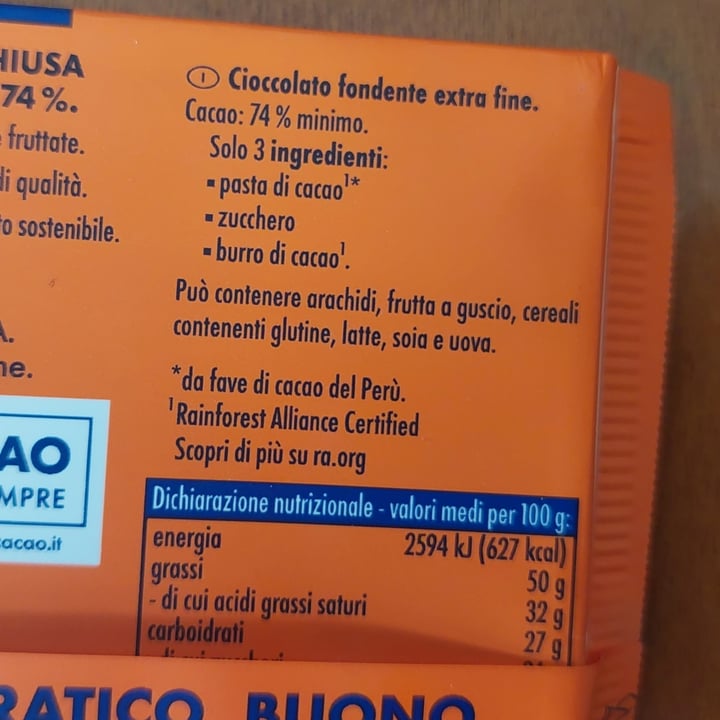 HIUSA
74 %.
fruttate.
di qualità.
to sostenibile.
A.
ne.
AO
MPRE
cacao.it
I Cioccolato fondente extra fine.
Cacao: 74 % minimo.
Solo 3 ingredienti:
▪ pasta di cacao¹*
▪ zucchero
▪ burro di cacao¹.
Può contenere arachidi, frutta a guscio, cereali
contenenti glutine, latte, soia e uova.
*da fave di cacao del Perù.
¹Rainforest Alliance Certified
Scopri di più su ra.org
Dichiarazione nutrizionale - valori medi per 100 g:
energia 2594 kJ (627 kcal)
grassi 50 g
- di cui acidi grassi saturi 32 g
carboidrati 27 g
RATICO BUONO